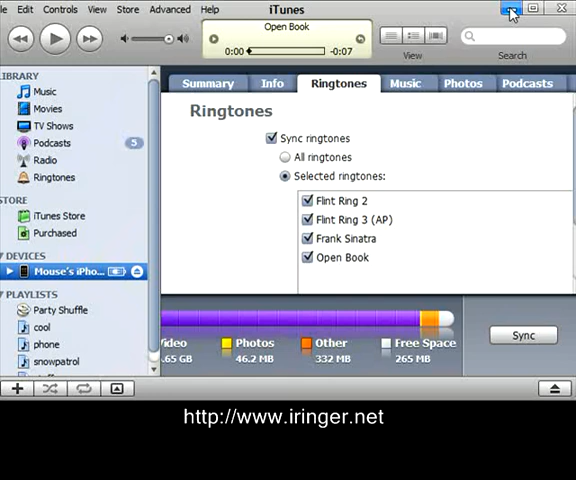 Edit Controls View Store Advanced Help
iTunes
Open Book
0:00
-0:07
View
Search
LIBRARY
Music
Movies
TV Shows
Podcasts 5
Radio
Ringtones
STORE
iTunes Store
Purchased
DEVICES
Mouse's iPho...
PLAYLISTS
Party Shuffle
cool
phone
snowpatrol
Summary Info Ringtones Music Photos Podcasts
Ringtones
Sync ringtones
All ringtones
Selected ringtones:
Flint Ring 2
Flint Ring 3 (AP)
Frank Sinatra
Open Book
Photos
46.2 MB
Other
332 MB
Free Space
265 MB
Sync
http://www.iringer.net